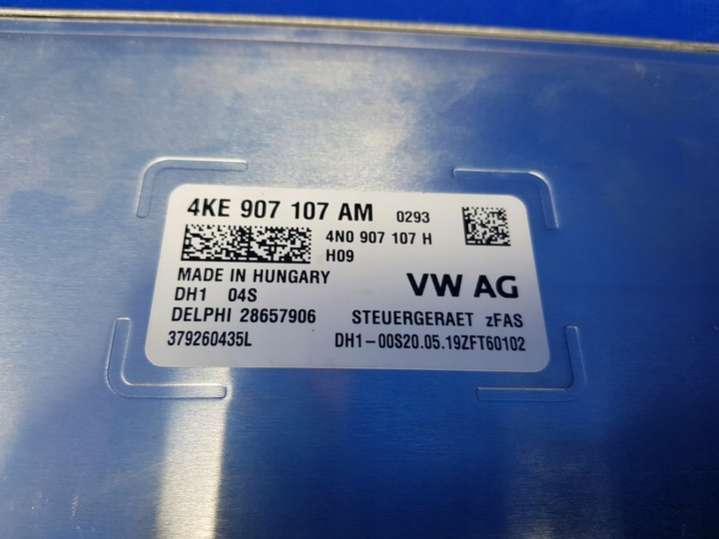 4KE 907 107 AM 0293
4N0 907 107 H
H09
MADE IN HUNGARY
VW AG
DH1 04S
DELPHI 28657906
STEUERGERAET zFAS
379260435L
DH1-00S20.05.19ZFT60102